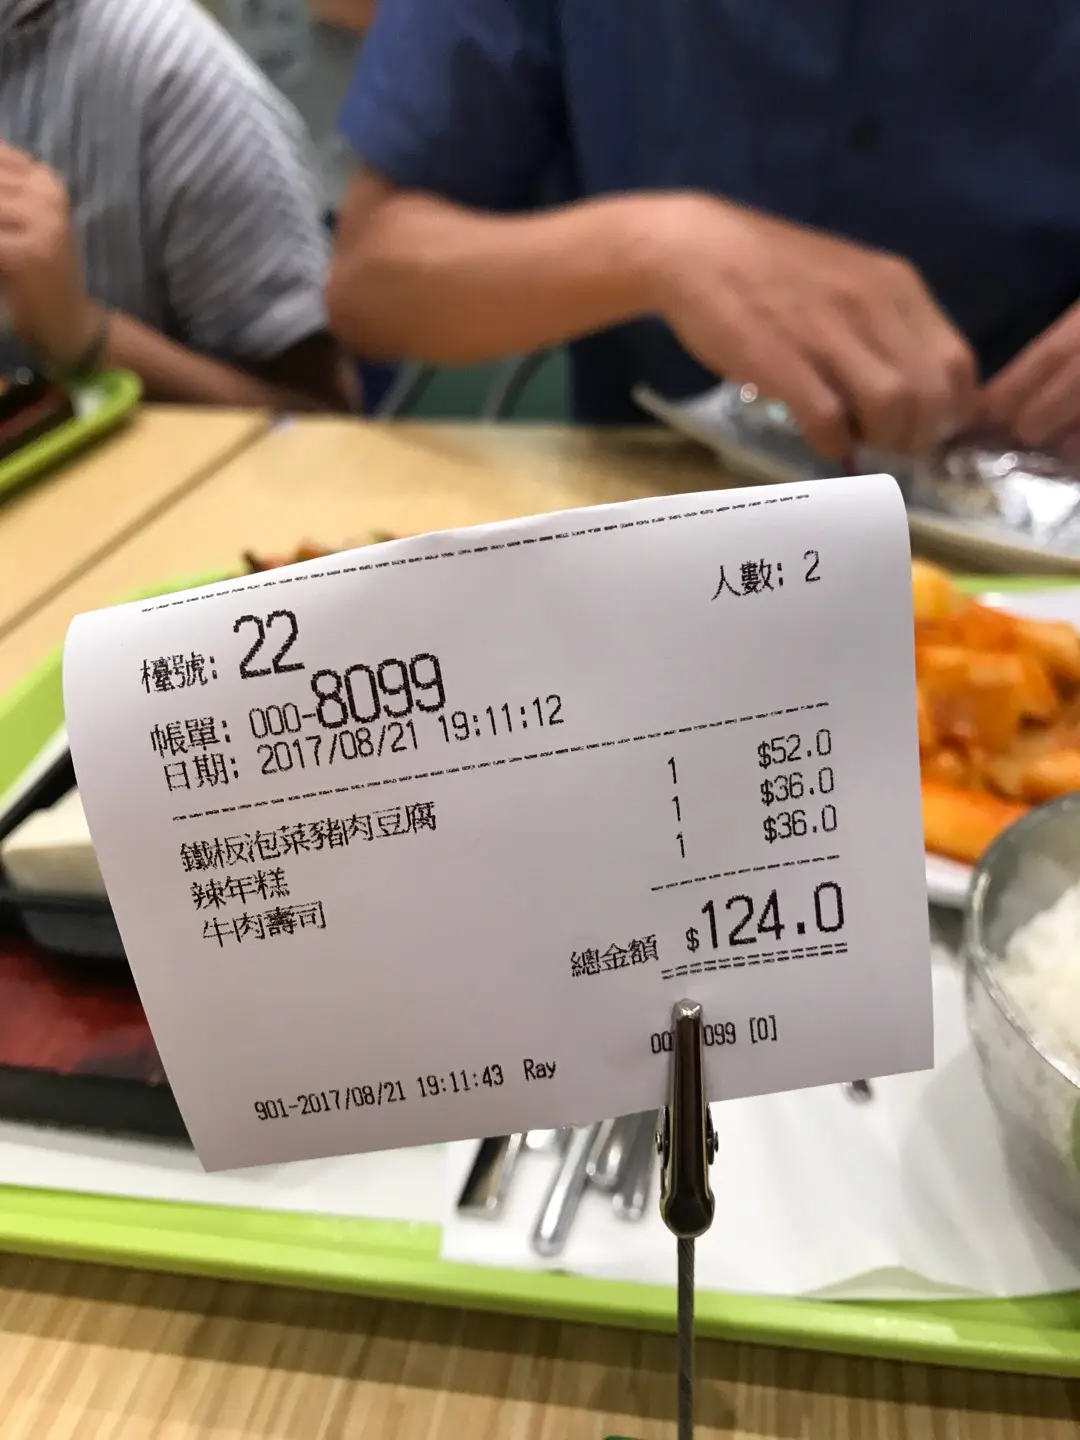 人數: 2
檯號: 22
帳單: 000-8099
日期: 2017/08/21 19:11:12
鐵板泡菜豬肉豆腐 1 $52.0
辣年糕 1 $36.0
牛肉壽司 1 $36.0
總金額 $124.0
00 099 [0]
901-2017/08/21 19:11:43 Ray